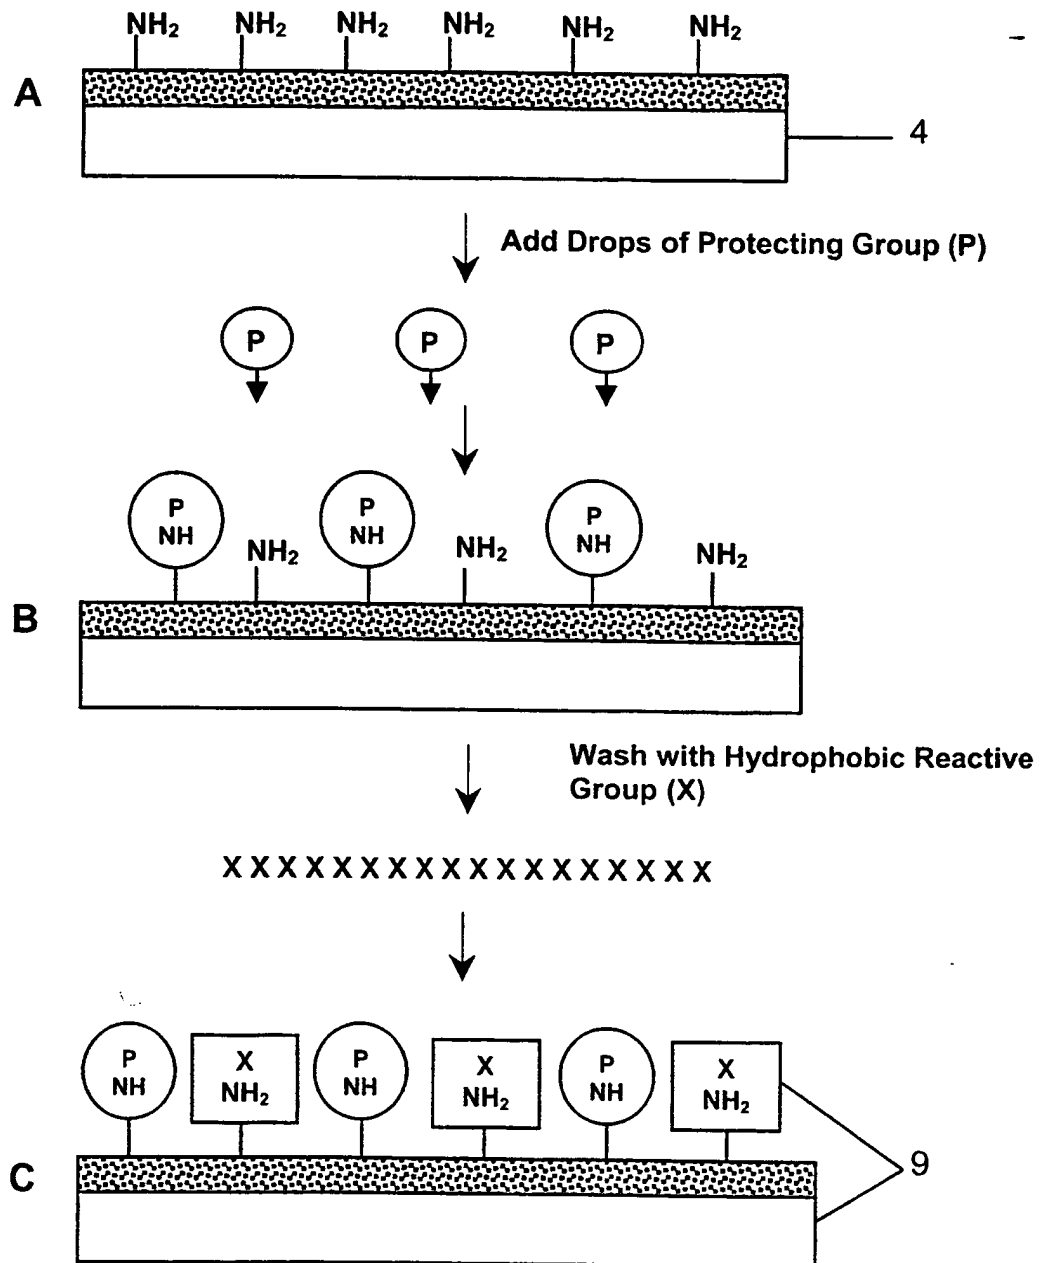 NH₂ NH₂ NH₂ NH₂ NH₂ NH₂
A
4
Add Drops of Protecting Group (P)
P P P
P P P
NH NH₂ NH NH₂ NH NH₂
B
Wash with Hydrophobic Reactive
Group (X)
X X X X X X X X X X X X X X X X X X
P X P X P X
NH NH₂ NH NH₂ NH NH₂
C
9